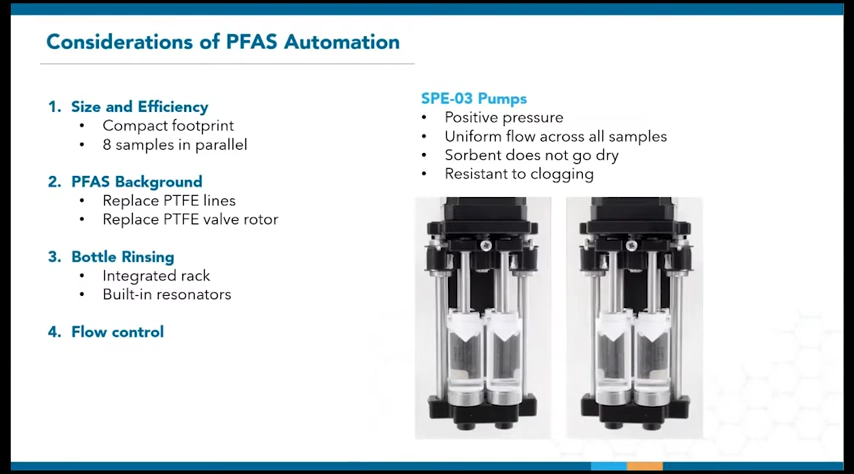 Considerations of PFAS Automation
1. Size and Efficiency
• Compact footprint
• 8 samples in parallel
2. PFAS Background
• Replace PTFE lines
• Replace PTFE valve rotor
3. Bottle Rinsing
• Integrated rack
• Built-in resonators
4. Flow control
SPE-03 Pumps
• Positive pressure
• Uniform flow across all samples
• Sorbent does not go dry
• Resistant to clogging